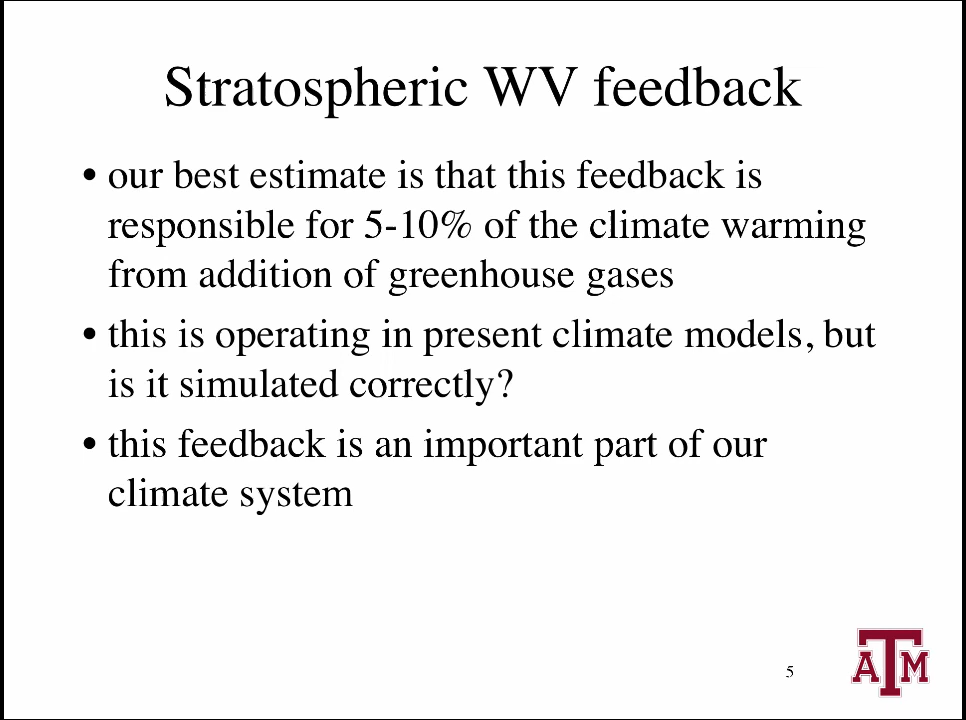 Stratospheric WV feedback
• our best estimate is that this feedback is
responsible for 5-10% of the climate warming
from addition of greenhouse gases
• this is operating in present climate models, but
is it simulated correctly?
• this feedback is an important part of our
climate system
5
ATM